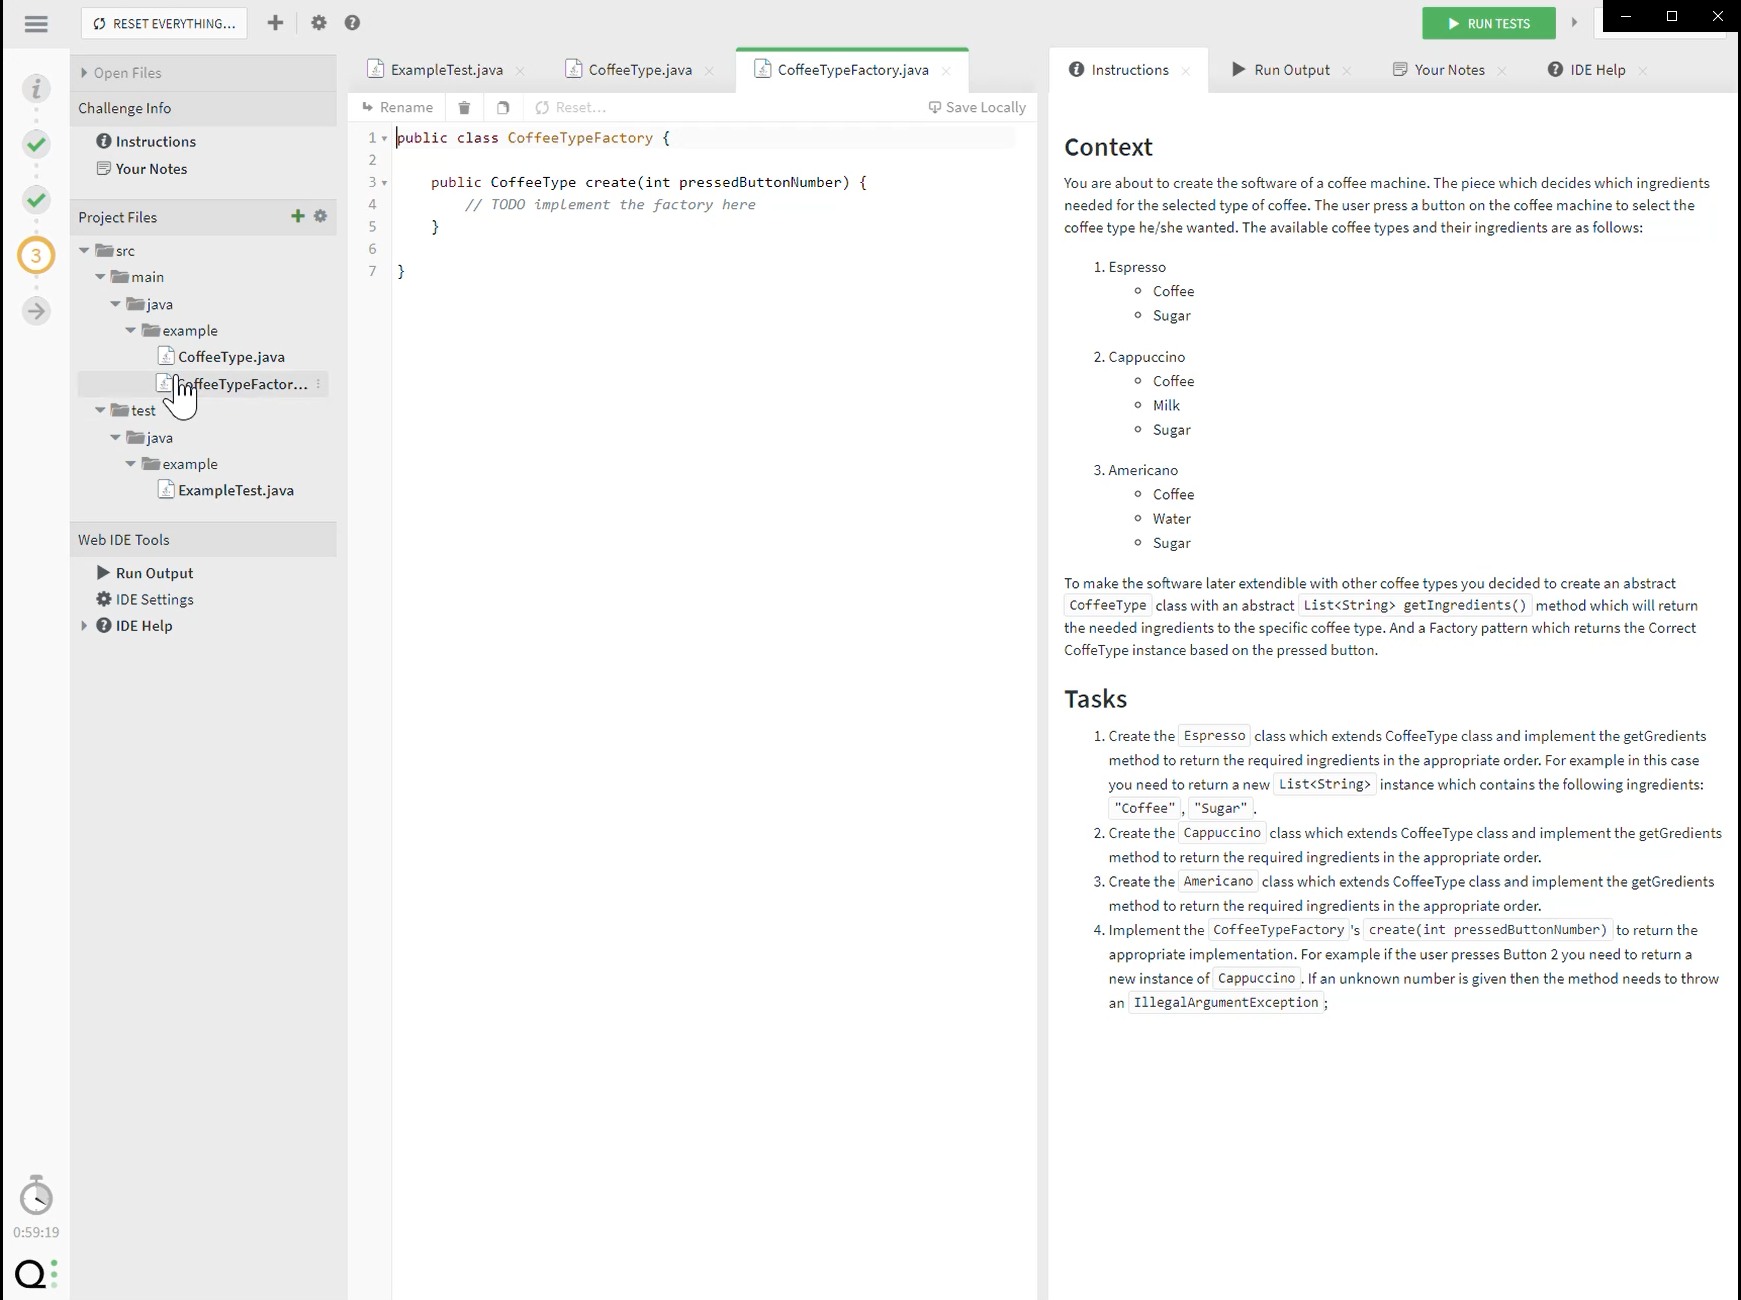 RESET EVERYTHING...
RUN TESTS
Open Files
Challenge Info
Instructions
Your Notes
Project Files
src
main
java
example
CoffeeType.java
CoffeeTypeFactor...
test
java
example
ExampleTest.java
Web IDE Tools
Run Output
IDE Settings
IDE Help
3
0:59:19
ExampleTest.java
CoffeeType.java
CoffeeTypeFactory.java
Rename
Reset...
Save Locally
1 public class CoffeeTypeFactory {
2
3 public CoffeeType create(int pressedButtonNumber) {
4 // TODO implement the factory here
5 }
6
7 }
Instructions
Run Output
Your Notes
IDE Help
Context
You are about to create the software of a coffee machine. The piece which decides which ingredients
needed for the selected type of coffee. The user press a button on the coffee machine to select the
coffee type he/she wanted. The available coffee types and their ingredients are as follows:
1. Espresso
Coffee
Sugar
2. Cappuccino
Coffee
Milk
Sugar
3. Americano
Coffee
Water
Sugar
To make the software later extendible with other coffee types you decided to create an abstract
CoffeeType class with an abstract List<String> getIngredients() method which will return
the needed ingredients to the specific coffee type. And a Factory pattern which returns the Correct
CoffeType instance based on the pressed button.
Tasks
1. Create the Espresso class which extends CoffeeType class and implement the getGredients
method to return the required ingredients in the appropriate order. For example in this case
you need to return a new List<String> instance which contains the following ingredients:
"Coffee", "Sugar".
2. Create the Cappuccino class which extends CoffeeType class and implement the getGredients
method to return the required ingredients in the appropriate order.
3. Create the Americano class which extends CoffeeType class and implement the getGredients
method to return the required ingredients in the appropriate order.
4. Implement the CoffeeTypeFactory's create(int pressedButtonNumber) to return the
appropriate implementation. For example if the user presses Button 2 you need to return a
new instance of Cappuccino. If an unknown number is given then the method needs to throw
an IllegalArgumentException;